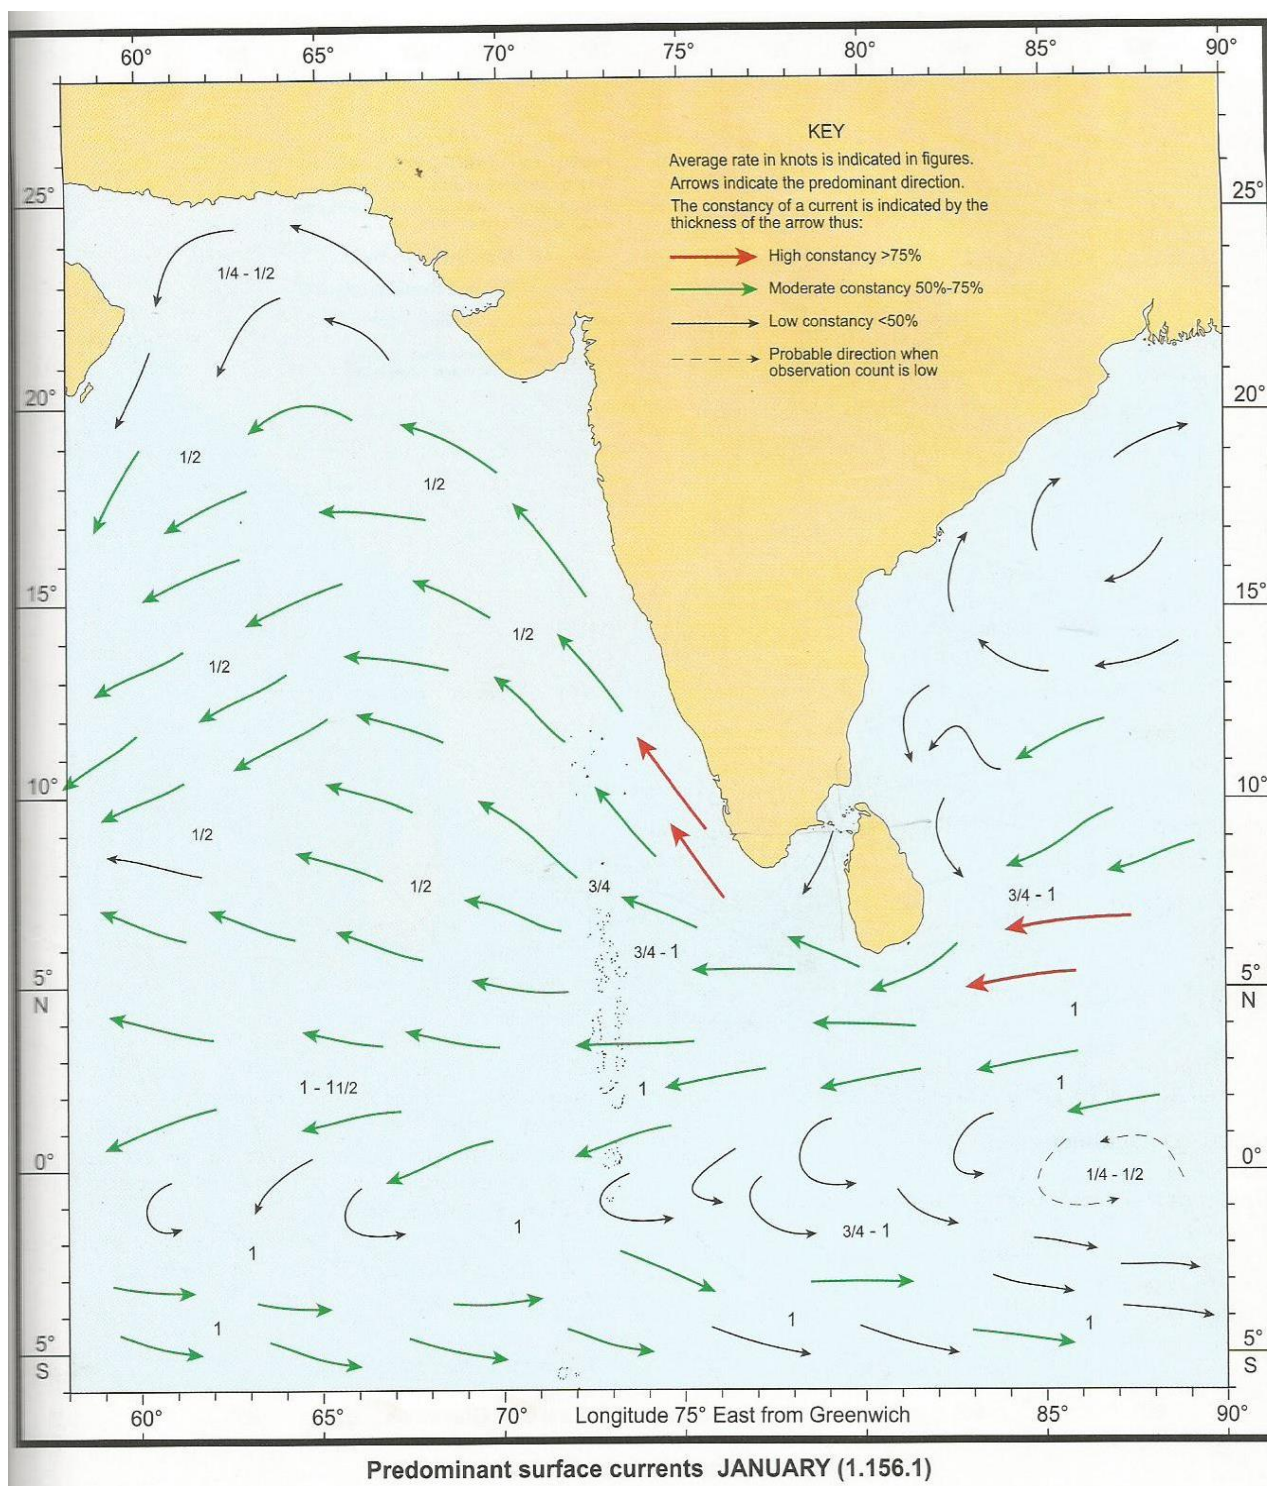 60° 65° 70° 75° 80° 85° 90°
KEY
Average rate in knots is indicated in figures.
Arrows indicate the predominant direction.
The constancy of a current is indicated by the
thickness of the arrow thus:
High constancy >75%
Moderate constancy 50%-75%
Low constancy <50%
Probable direction when
observation count is low
25° 25°
1/4 - 1/2
20° 20°
1/2
1/2
15° 15°
1/2
1/2
10° 10°
1/2
1/2
3/4
3/4 - 1
3/4 - 1
5° 5°
N N
1
1
1 - 1 1/2
1
0° 0°
1/4 - 1/2
1
3/4 - 1
1
1
1
1
5° 5°
S S
60° 65° 70° Longitude 75° East from Greenwich 85° 90°
Predominant surface currents JANUARY (1.156.1)